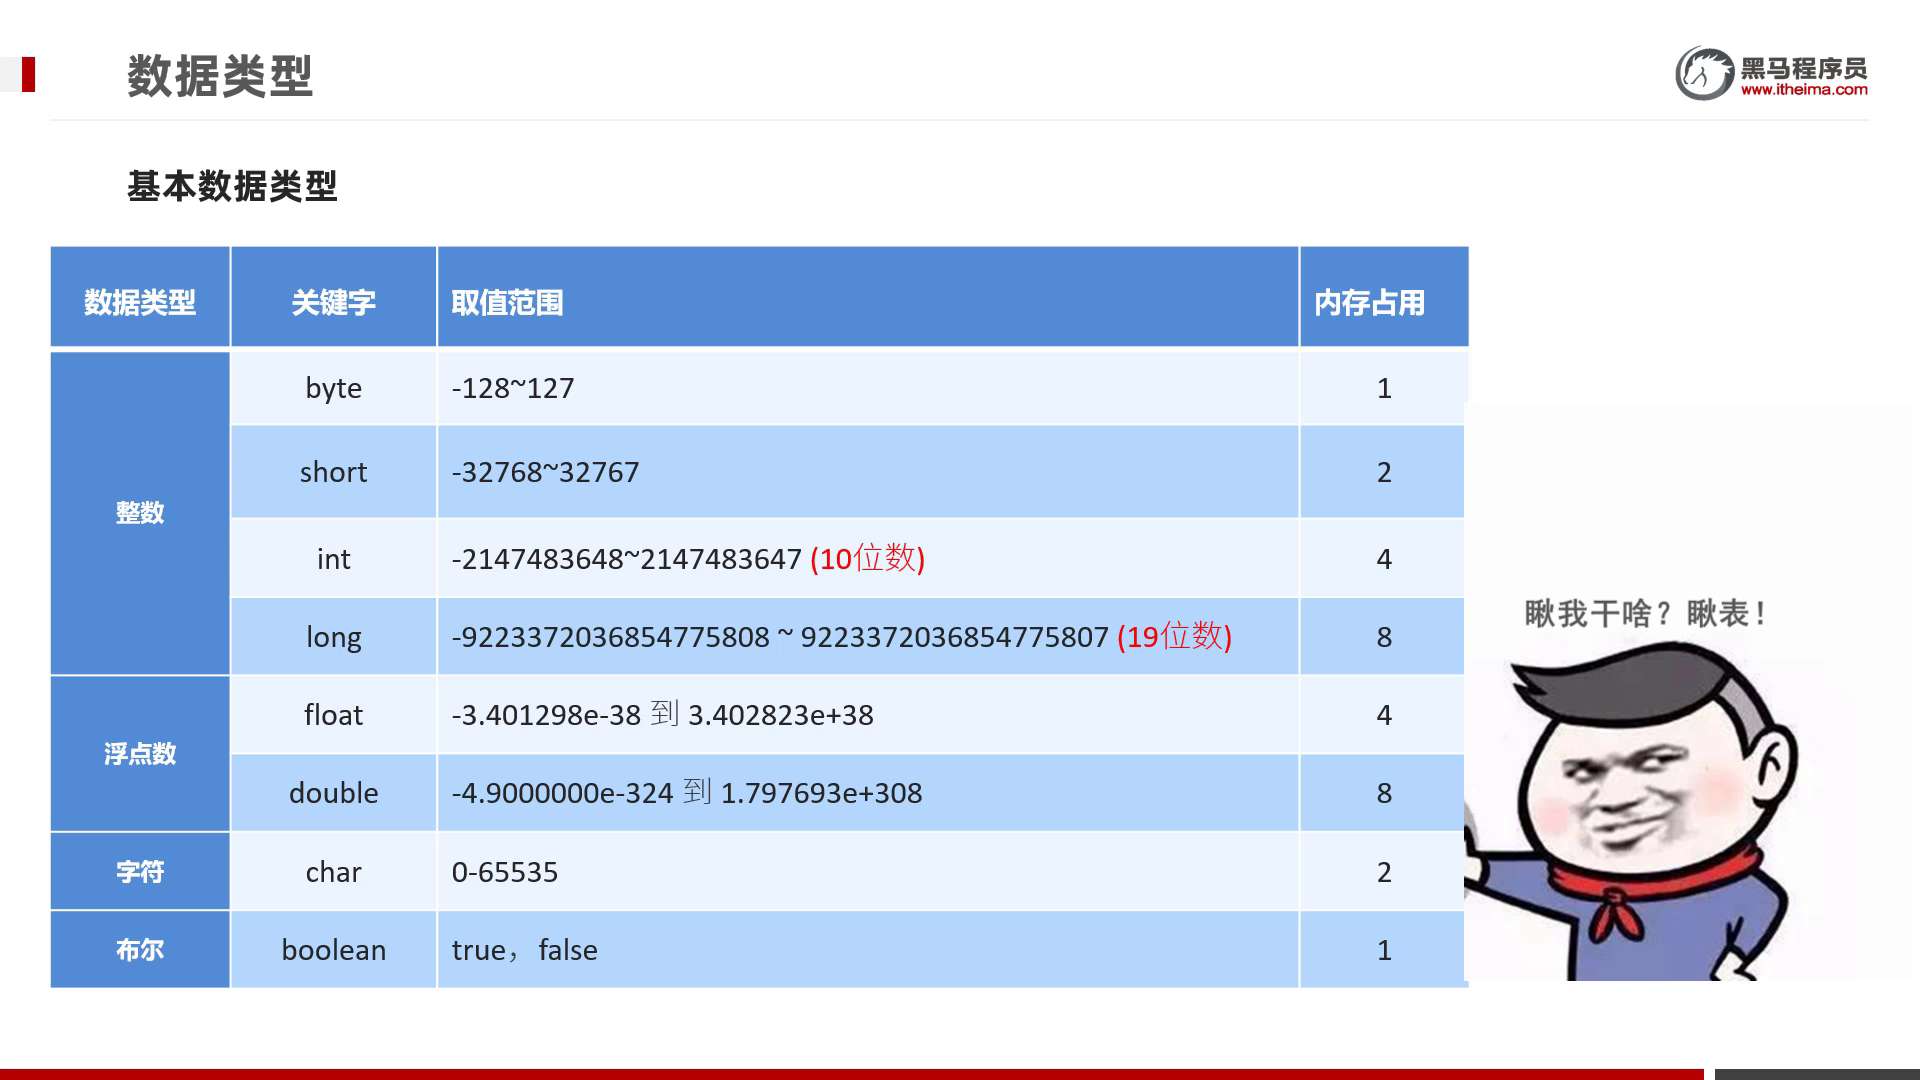 数据类型
黑马程序员
www.itheima.com
基本数据类型
数据类型 关键字 取值范围 内存占用
整数 byte -128~127 1
short -32768~32767 2
int -2147483648~2147483647 (10位数) 4
long -9223372036854775808 ~ 9223372036854775807 (19位数) 8
浮点数 float -3.401298e-38 到 3.402823e+38 4
double -4.9000000e-324 到 1.797693e+308 8
字符 char 0-65535 2
布尔 boolean true，false 1
瞅我干啥？瞅表！